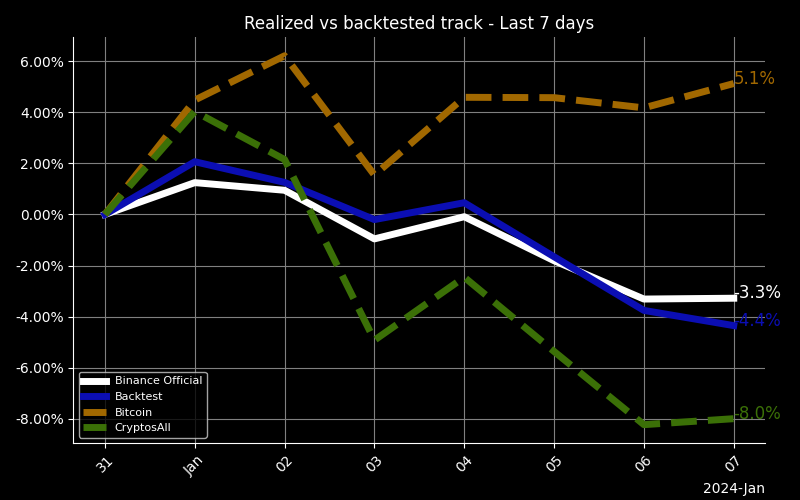 Realized vs backtested track - Last 7 days
6.00%
4.00%
2.00%
0.00%
-2.00%
-4.00%
-6.00%
-8.00%
5.1%
-3.3%
-4.4%
-8.0%
Binance Official
Backtest
Bitcoin
CryptosAll
31
Jan
02
03
04
05
06
07
2024-Jan